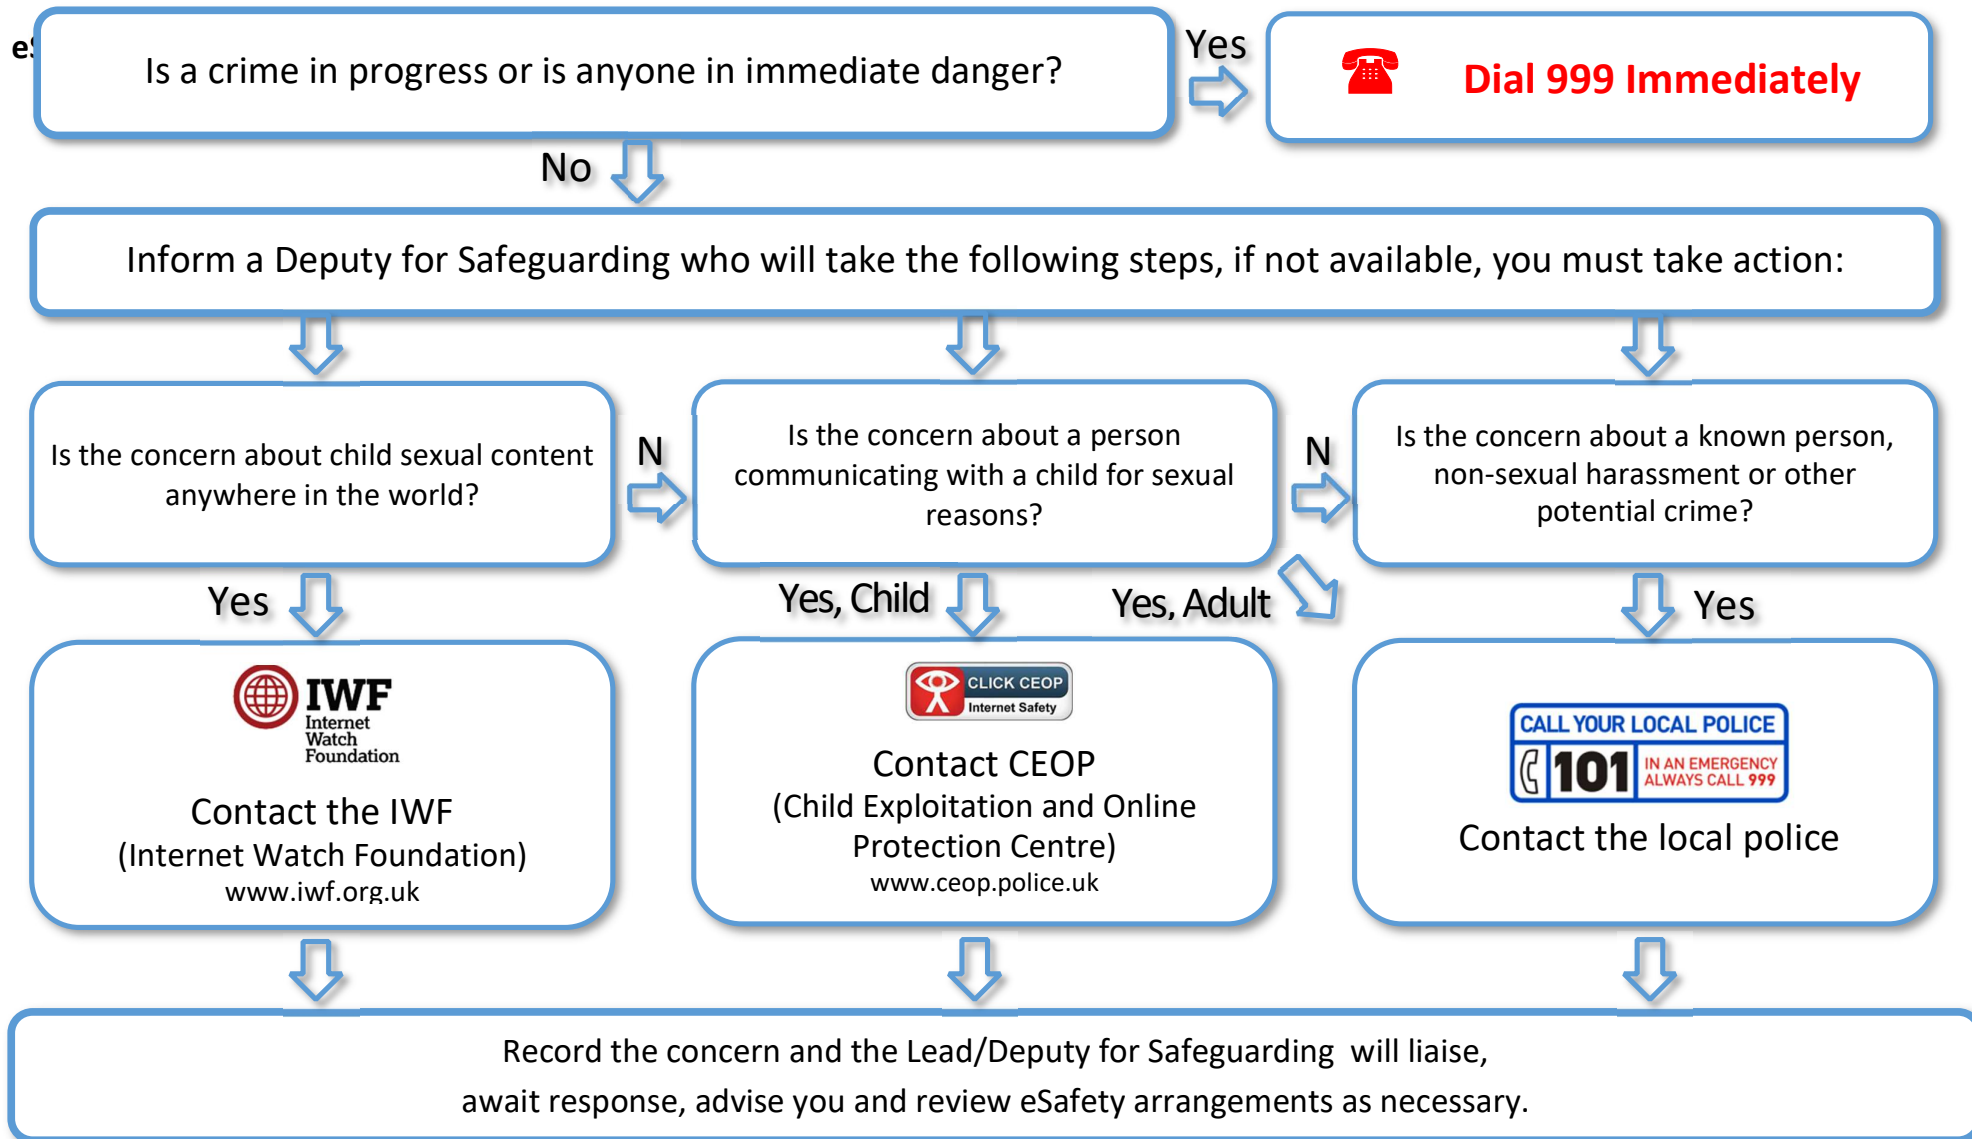 eS
Is a crime in progress or is anyone in immediate danger?
Yes
Dial 999 Immediately
No
Inform a Deputy for Safeguarding who will take the following steps, if not available, you must take action:
Is the concern about child sexual content
anywhere in the world?
N
Is the concern about a person
communicating with a child for sexual
reasons?
N
Is the concern about a known person,
non-sexual harassment or other
potential crime?
Yes
Yes, Child
Yes, Adult
Yes
IWF
Internet
Watch
Foundation
Contact the IWF
(Internet Watch Foundation)
www.iwf.org.uk
CLICK CEOP
Internet Safety
Contact CEOP
(Child Exploitation and Online
Protection Centre)
www.ceop.police.uk
CALL YOUR LOCAL POLICE
101
IN AN EMERGENCY
ALWAYS CALL 999
Contact the local police
Record the concern and the Lead/Deputy for Safeguarding will liaise,
await response, advise you and review eSafety arrangements as necessary.